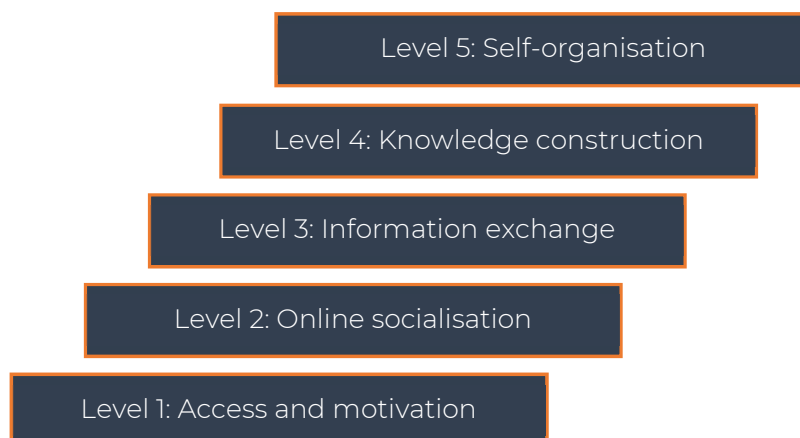 Level 5: Self-organisation
Level 4: Knowledge construction
Level 3: Information exchange
Level 2: Online socialisation
Level 1: Access and motivation